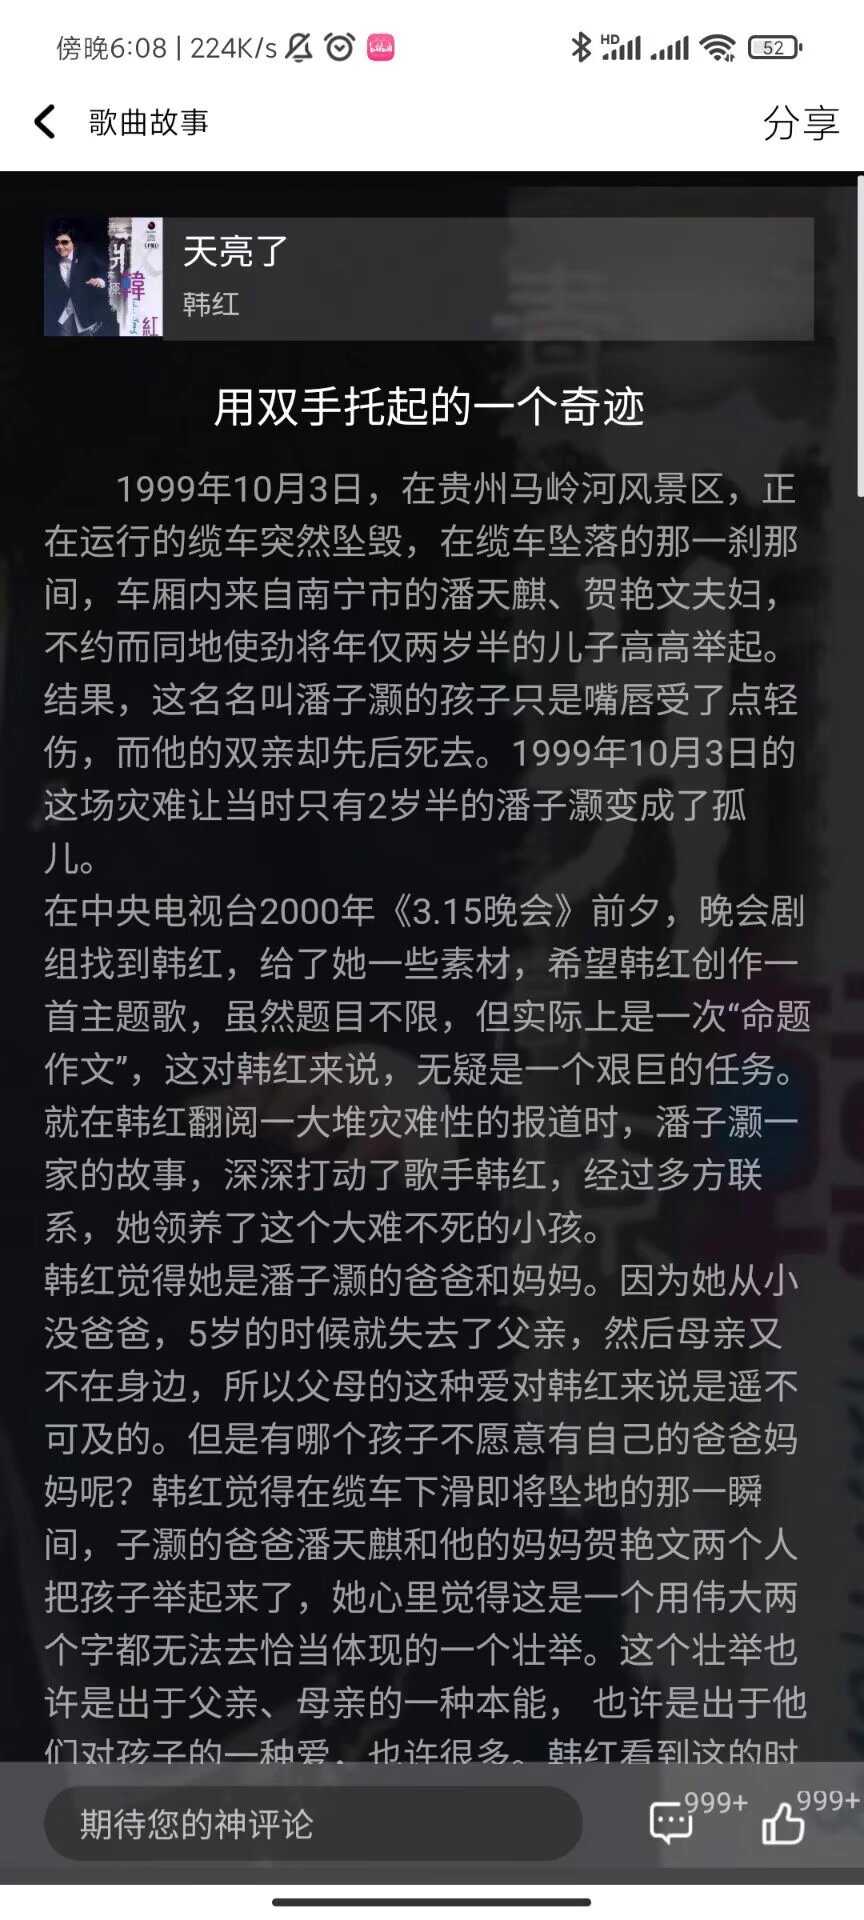 傍晚6:08 | 224K/s
HD
52
歌曲故事
分享
天亮了
韩红
用双手托起的一个奇迹
1999年10月3日，在贵州马岭河风景区，正
在运行的缆车突然坠毁，在缆车坠落的那一刹那
间，车厢内来自南宁市的潘天麒、贺艳文夫妇，
不约而同地使劲将年仅两岁半的儿子高高举起。
结果，这名名叫潘子灏的孩子只是嘴唇受了点轻
伤，而他的双亲却先后死去。1999年10月3日的
这场灾难让当时只有2岁半的潘子灏变成了孤
儿。
在中央电视台2000年《3.15晚会》前夕，晚会剧
组找到韩红，给了她一些素材，希望韩红创作一
首主题歌，虽然题目不限，但实际上是一次“命题
作文”，这对韩红来说，无疑是一个艰巨的任务。
就在韩红翻阅一大堆灾难性的报道时，潘子灏一
家的故事，深深打动了歌手韩红，经过多方联
系，她领养了这个大难不死的小孩。
韩红觉得她是潘子灏的爸爸和妈妈。因为她从小
没爸爸，5岁的时候就失去了父亲，然后母亲又
不在身边，所以父母的这种爱对韩红来说是遥不
可及的。但是有哪个孩子不愿意有自己的爸爸妈
妈呢？韩红觉得在缆车下滑即将坠地的那一瞬
间，子灏的爸爸潘天麒和他的妈妈贺艳文两个人
把孩子举起来了，她心里觉得这是一个用伟大两
个字都无法去恰当体现的一个壮举。这个壮举也
许是出于父亲、母亲的一种本能， 也许是出于他
们对孩子的一种爱，也许很多。韩红看到这的时
期待您的神评论
999+
999+